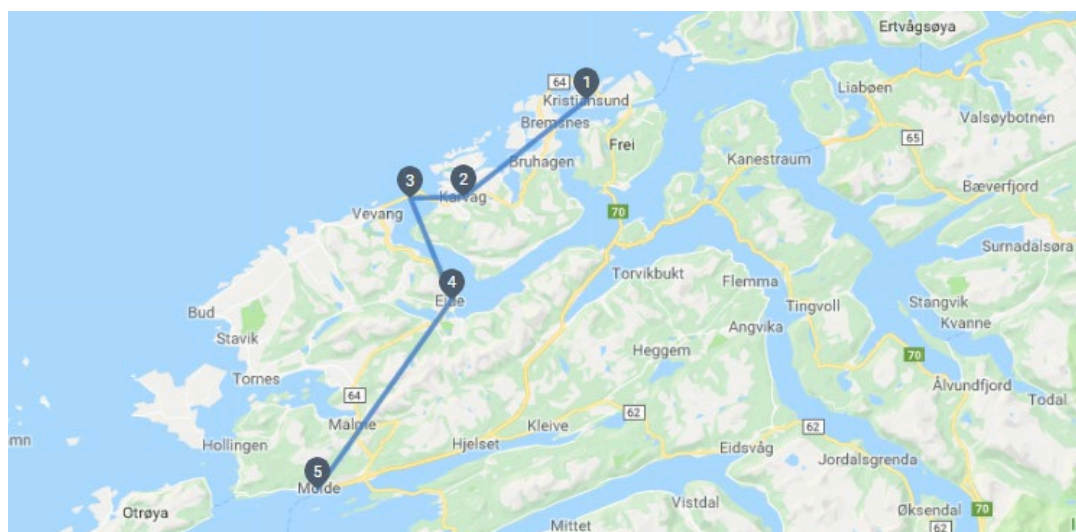 Ertvågsøya
64
1
Kristiansund
Liabøen
Bremsnes
Valsøybotnen
Frei
65
Bruhagen
Kanestraum
3
2
Bæverfjord
Karvag
Vevang
70
Surnadalsøra
Torvikbukt
4
Flemma
Eide
Stangvik
Tingvoll
Bud
Kvanne
Angvika
Stavik
Heggem
70
Tornes
Ålvundfjord
64
Todal
62
Malme
Kleive
62
Hollingen
Hjelset
Eidsvåg
Jordalsgrenda
5
Molde
Vistdal
70
Otrøya
Øksendal
Mittet
62